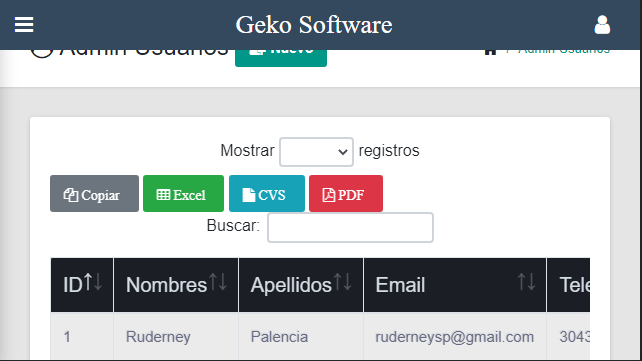 Geko Software
Admin Usuarios Nuevo / Admin Usuarios
Mostrar registros
Copiar Excel CVS PDF
Buscar:
ID Nombres Apellidos Email Tele
1 Ruderney Palencia ruderneysp@gmail.com 3043